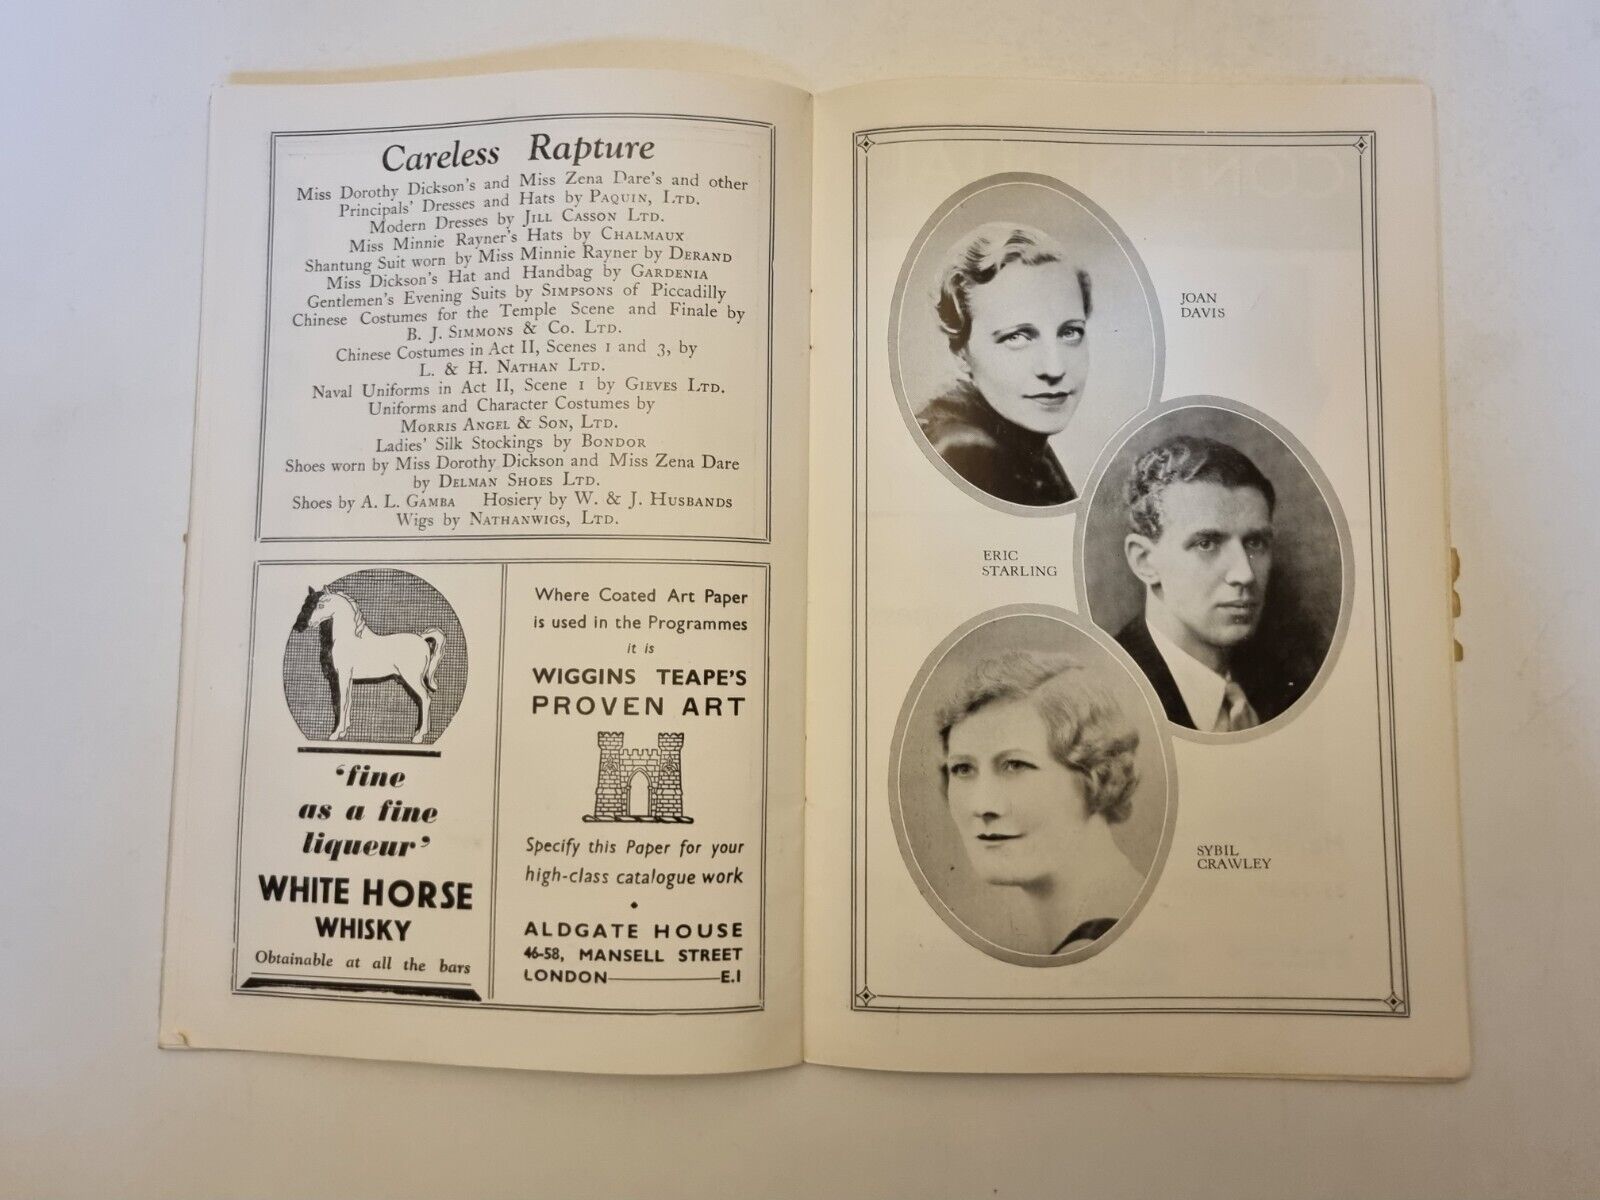 Careless Rapture
Miss Dorothy Dickson's and Miss Zena Dare's and other
Principals' Dresses and Hats by PAQUIN, LTD.
Modern Dresses by JILL CASSON LTD.
Miss Minnie Rayner's Hats by CHALMAUX
Shantung Suit worn by Miss Minnie Rayner by DERAND
Miss Dickson's Hat and Handbag by GARDENIA
Gentlemen's Evening Suits by SIMPSONS of Piccadilly
Chinese Costumes for the Temple Scene and Finale by
B. J. SIMMONS & CO. LTD.
Chinese Costumes in Act II, Scenes 1 and 3, by
L. & H. NATHAN LTD.
Naval Uniforms in Act II, Scene 1 by GIEVES LTD.
Uniforms and Character Costumes by
MORRIS ANGEL & SON, LTD.
Ladies' Silk Stockings by BONDOR
Shoes worn by Miss Dorothy Dickson and Miss Zena Dare
by DELMAN SHOES LTD.
Shoes by A. L. GAMBA Hosiery by W. & J. HUSBANDS
Wigs by NATHANWIGS, LTD.
'fine
as a fine
liqueur'
WHITE HORSE
WHISKY
Obtainable at all the bars
Where Coated Art Paper
is used in the Programmes
it is
WIGGINS TEAPE'S
PROVEN ART
Specify this Paper for your
high-class catalogue work
ALDGATE HOUSE
46-58, MANSELL STREET
LONDON——E.1
JOAN
DAVIS
ERIC
STARLING
SYBIL
CRAWLEY